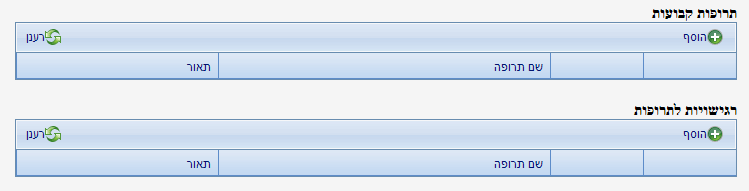 תרופות קבועות
הוסף רענן
שם תרופה תאור
רגישויות לתרופות
הוסף רענן
שם תרופה תאור